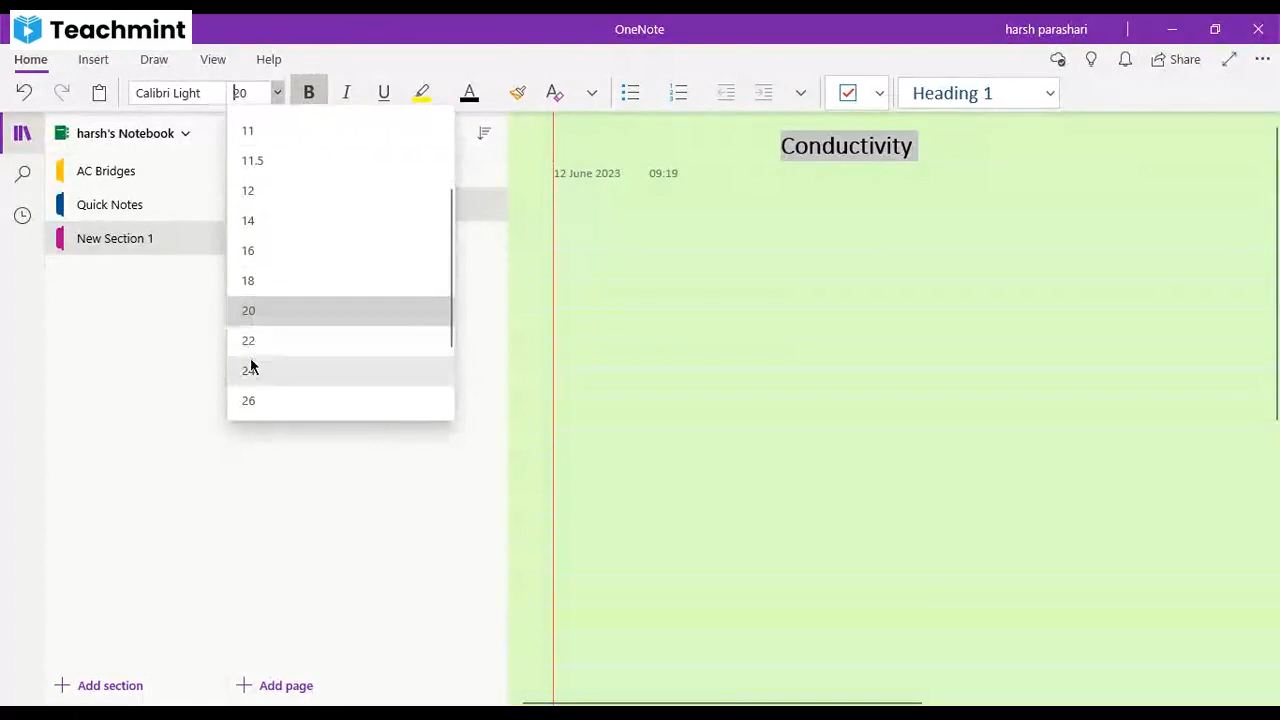 Teachmint
OneNote
harsh parashari
Home
Insert
Draw
View
Help
Share
Calibri Light
20
B
I
U
A
A
Heading 1
harsh's Notebook
AC Bridges
Quick Notes
New Section 1
11
11.5
12
14
16
18
20
22
24
26
Conductivity
12 June 2023
09:19
Add section
Add page